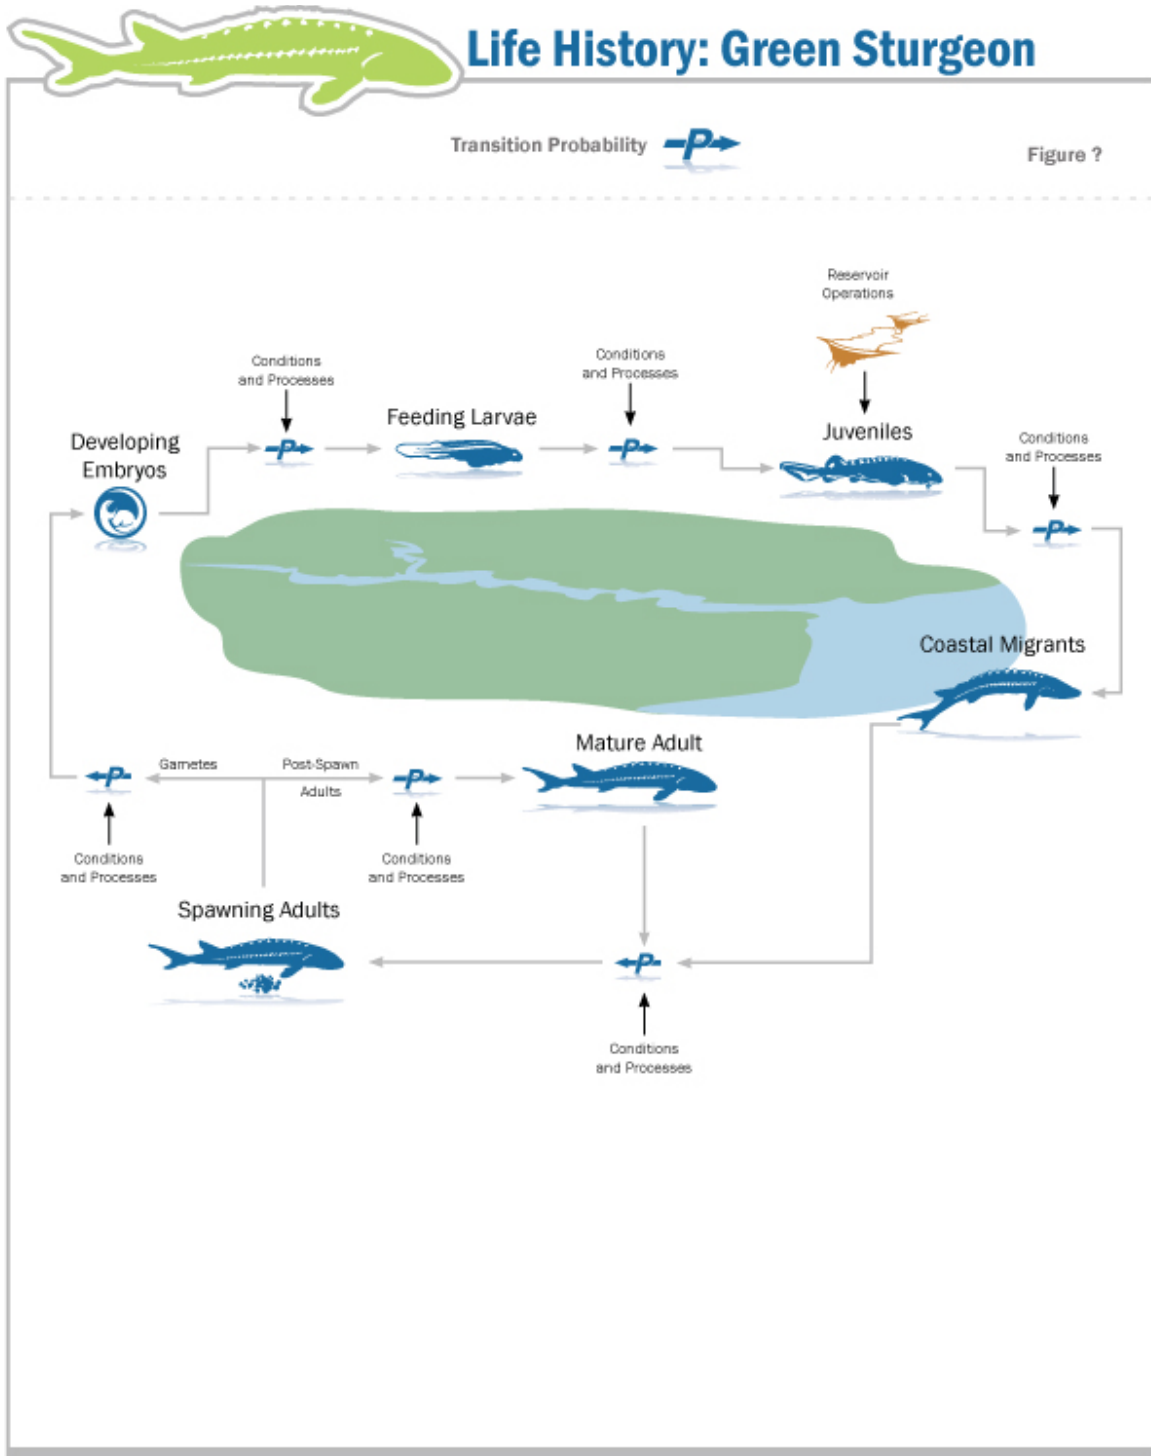 Life History: Green Sturgeon
Transition Probability
P
Figure ?
Reservoir
Operations
Conditions
and Processes
Conditions
and Processes
Feeding Larvae
Developing
Embryos
Juveniles
Conditions
and Processes
P
P
P
Coastal Migrants
Mature Adult
Gametes
Post-Spawn
Adults
P
P
Conditions
and Processes
Conditions
and Processes
Spawning Adults
P
Conditions
and Processes